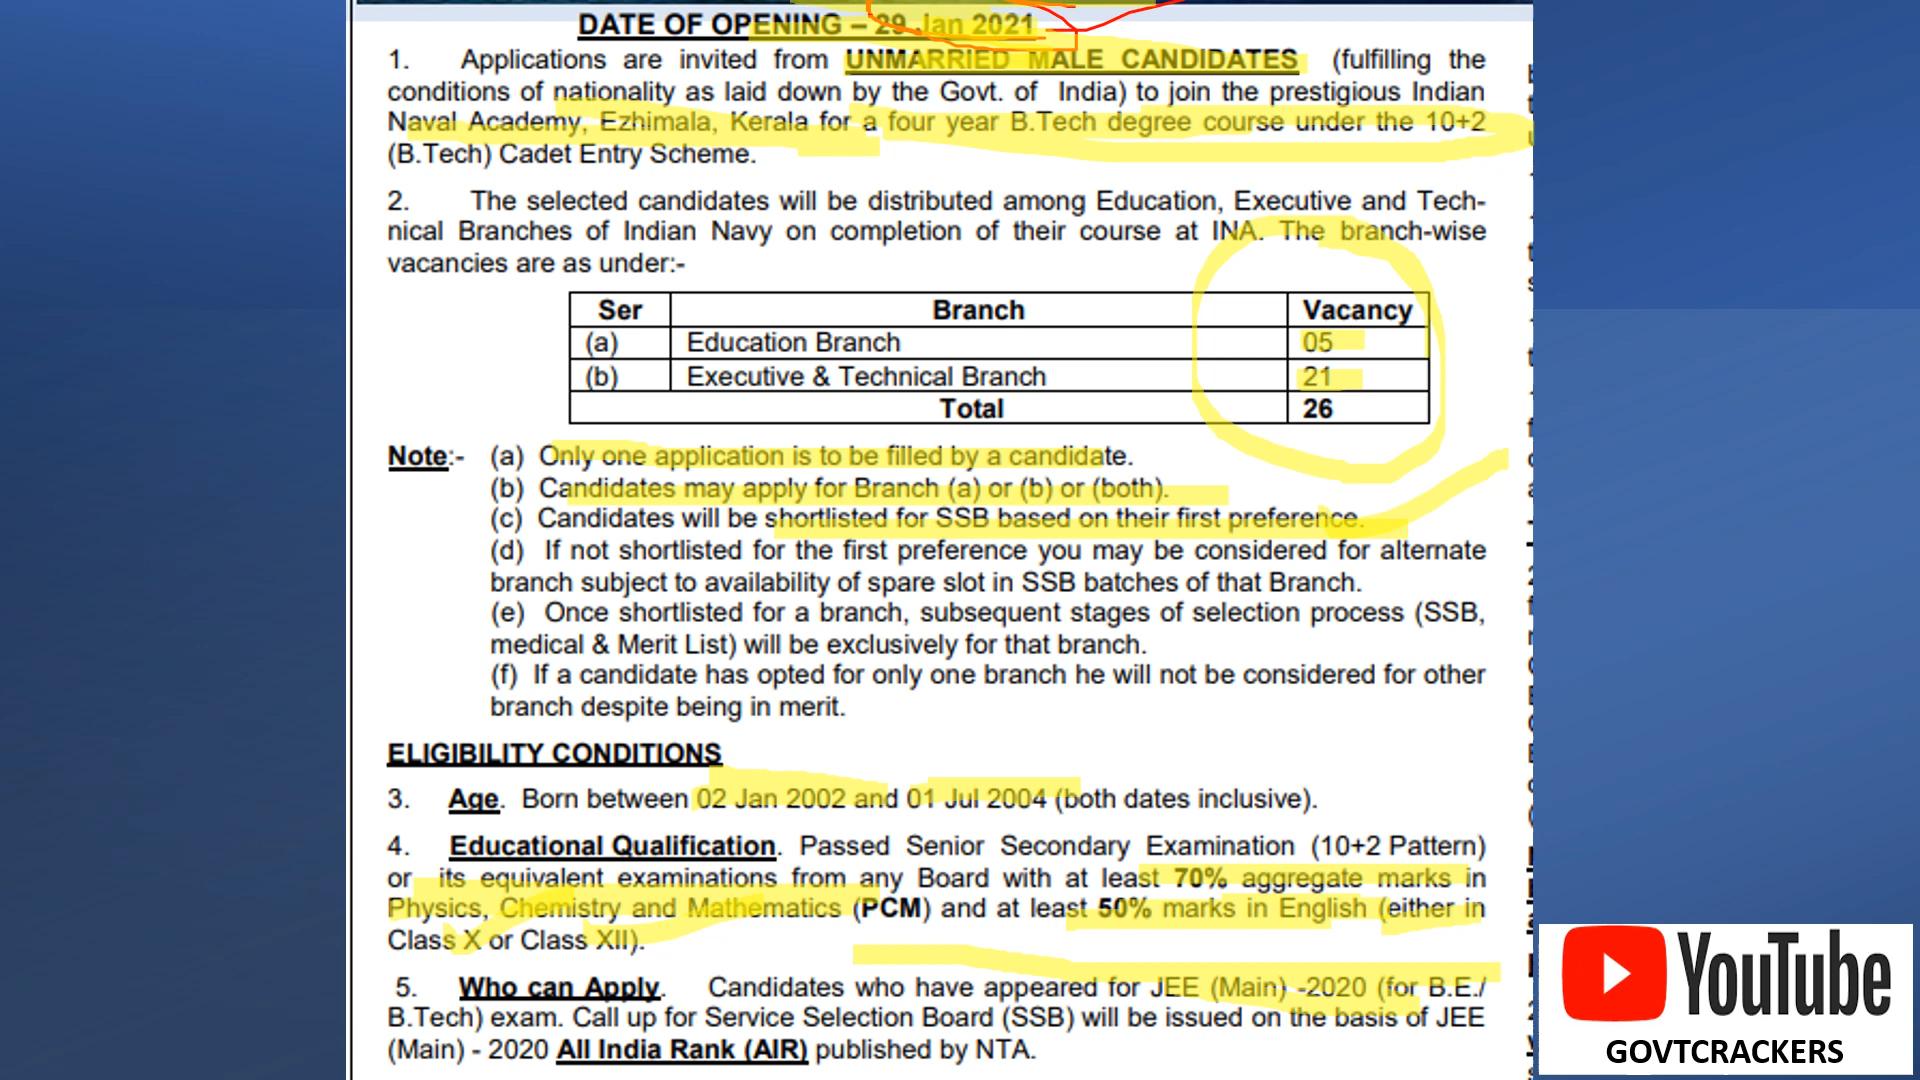 DATE OF OPENING – 29 Jan 2021
1. Applications are invited from UNMARRIED MALE CANDIDATES (fulfilling the
conditions of nationality as laid down by the Govt. of India) to join the prestigious Indian
Naval Academy, Ezhimala, Kerala for a four year B.Tech degree course under the 10+2
(B.Tech) Cadet Entry Scheme.
2. The selected candidates will be distributed among Education, Executive and Tech-
nical Branches of Indian Navy on completion of their course at INA. The branch-wise
vacancies are as under:-
Ser Branch Vacancy
(a) Education Branch 05
(b) Executive & Technical Branch 21
Total 26
Note:- (a) Only one application is to be filled by a candidate.
(b) Candidates may apply for Branch (a) or (b) or (both).
(c) Candidates will be shortlisted for SSB based on their first preference.
(d) If not shortlisted for the first preference you may be considered for alternate
branch subject to availability of spare slot in SSB batches of that Branch.
(e) Once shortlisted for a branch, subsequent stages of selection process (SSB,
medical & Merit List) will be exclusively for that branch.
(f) If a candidate has opted for only one branch he will not be considered for other
branch despite being in merit.
ELIGIBILITY CONDITIONS
3. Age. Born between 02 Jan 2002 and 01 Jul 2004 (both dates inclusive).
4. Educational Qualification. Passed Senior Secondary Examination (10+2 Pattern)
or its equivalent examinations from any Board with at least 70% aggregate marks in
Physics, Chemistry and Mathematics (PCM) and at least 50% marks in English (either in
Class X or Class XII).
5. Who can Apply. Candidates who have appeared for JEE (Main) -2020 (for B.E./
B.Tech) exam. Call up for Service Selection Board (SSB) will be issued on the basis of JEE
(Main) - 2020 All India Rank (AIR) published by NTA.
YouTube
GOVTCRACKERS